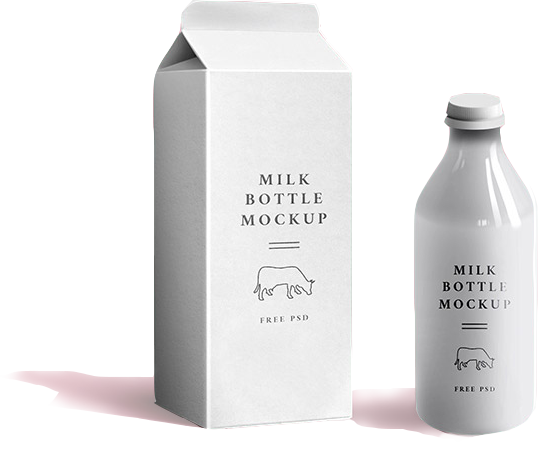 MILK
BOTTLE
MOCKUP
FREE PSD
MILK
BOTTLE
MOCKUP
FREE PSD